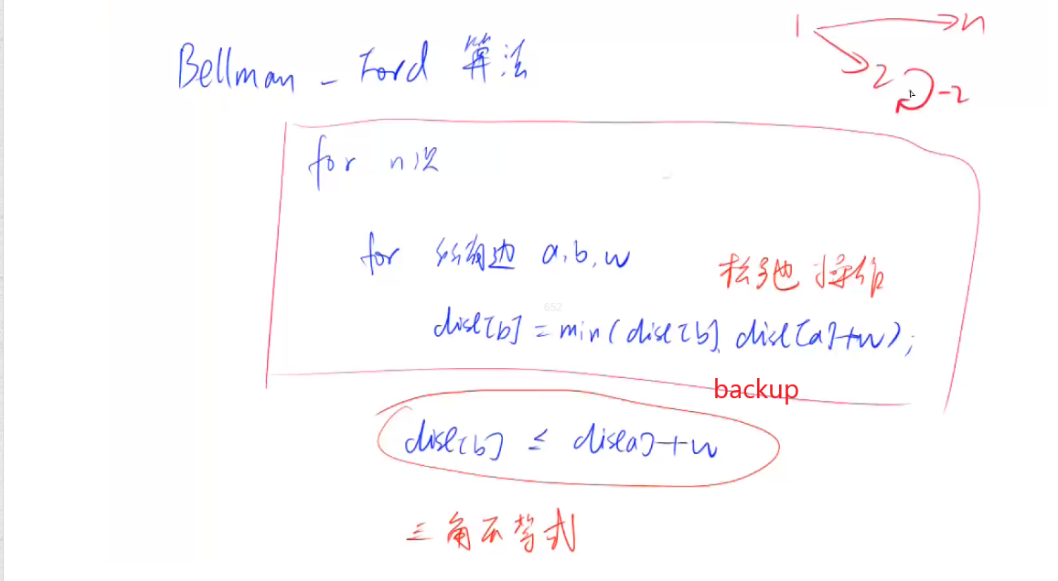 Bellman - Ford 算法
1 n
2 -2
for n次
for 所有边 a,b,w
松弛操作
dist[b] = min(dist[b], dist[a]+w);
backup
dist[b] ≤ dist[a]+w
三角不等式
652